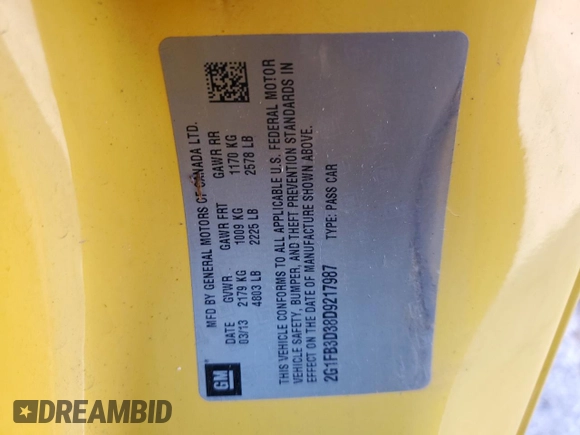 MFD BY GENERAL MOTORS OF CANADA LTD.
DATE GVWR GAWR FRT GAWR RR
03/13 2179 KG 1009 KG 1170 KG
4803 LB 2225 LB 2578 LB
THIS VEHICLE CONFORMS TO ALL APPLICABLE U.S. FEDERAL MOTOR
VEHICLE SAFETY, BUMPER, AND THEFT PREVENTION STANDARDS IN
EFFECT ON THE DATE OF MANUFACTURE SHOWN ABOVE.
2G1FB3D38D9217987 TYPE: PASS CAR
GM
DREAMBID